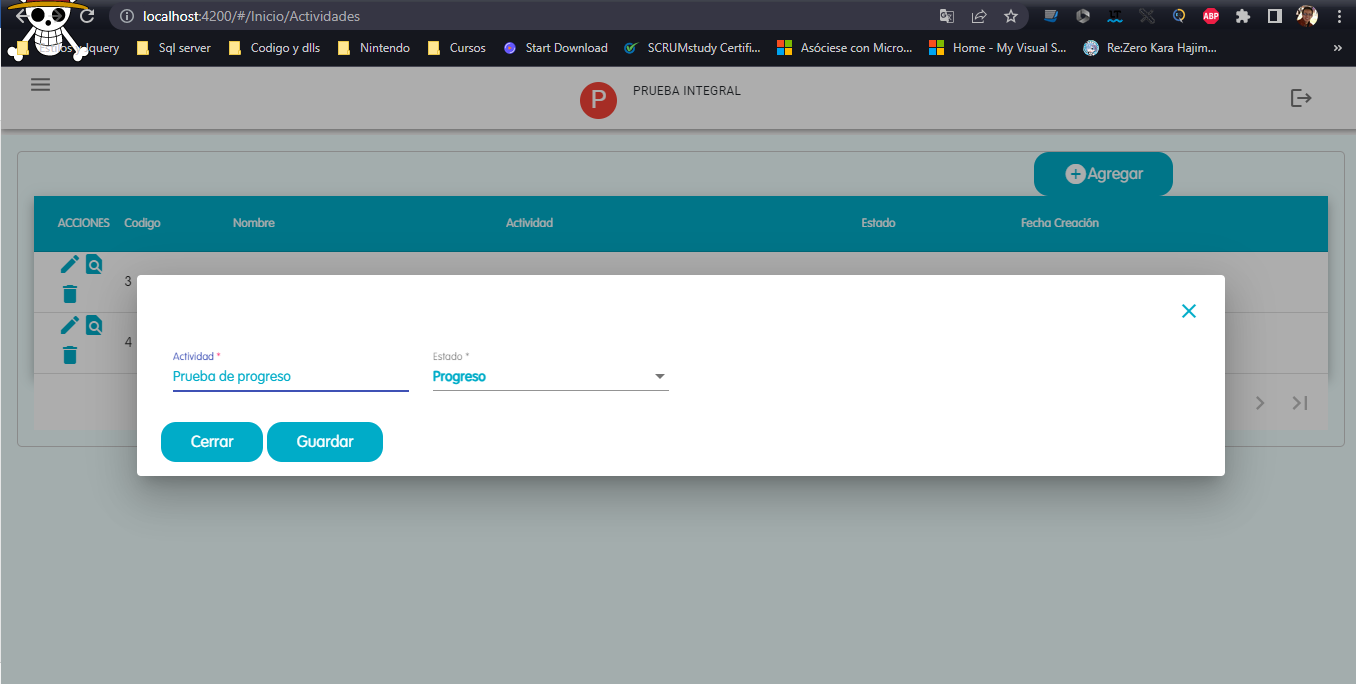 localhost:4200/#/Inicio/Actividades
ABP
Jquery Sql server Codigo y dlls Nintendo Cursos Start Download SCRUMstudy Certifi... Asóciese con Micro... Home - My Visual S... Re:Zero Kara Hajim... »
P PRUEBA INTEGRAL
Agregar
ACCIONES Codigo Nombre Actividad Estado Fecha Creación
3
4
Actividad * Estado *
Prueba de progreso Progreso
Cerrar Guardar